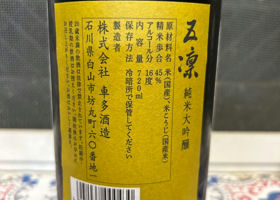 五凛 純米大吟醸
原材料名 米(国産)、米こうじ(国産米)
精米歩合 45%
アルコール分 16度
内容量 720ml
保存方法 冷暗所で保管してください
製造者
株式会社 車多酒造
石川県白山市坊丸町六〇番地一